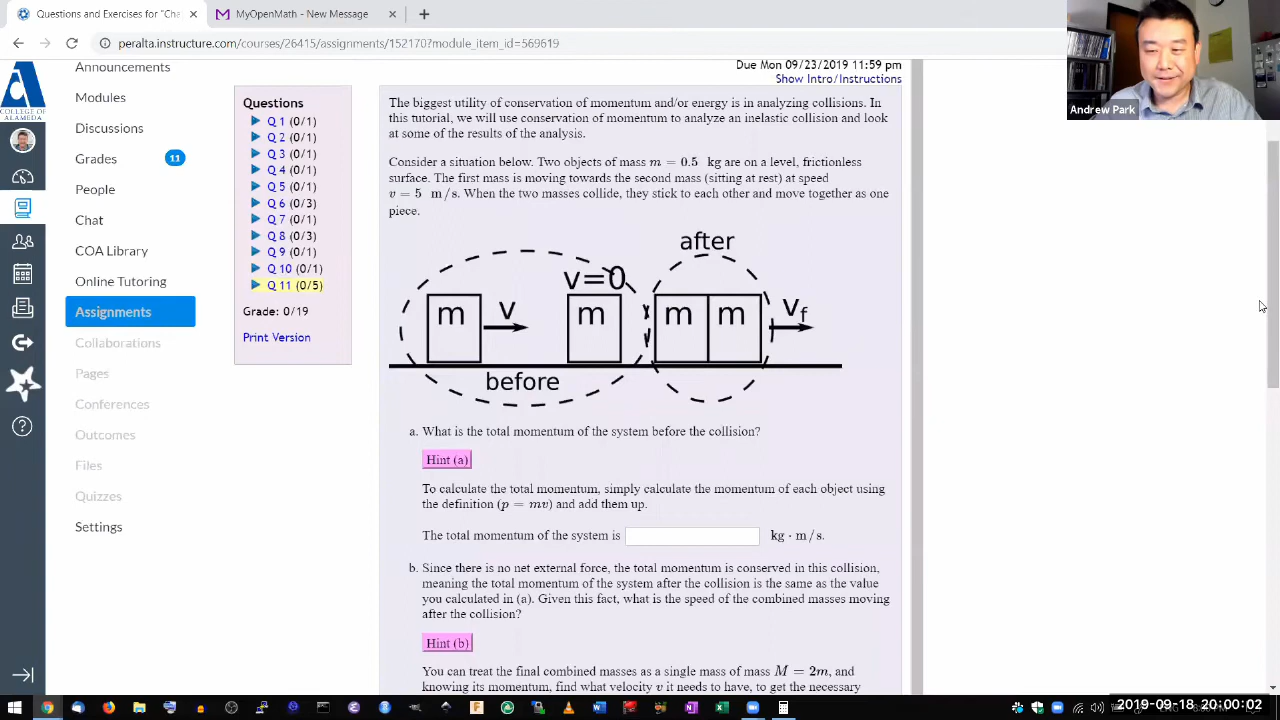 Questions for Exercises for "Cha
MyOpenMath - New Message
peralta.instructure.com/courses/26415/assignments/152170?module_item_id=569619
Andrew Park
COLLEGE OF
ALAMEDA
Announcements
Modules
Discussions
Grades 11
People
Chat
COA Library
Online Tutoring
Assignments
Collaborations
Pages
Conferences
Outcomes
Files
Quizzes
Settings
Due Mon 09/23/2019 11:59 pm
Show Intro/Instructions
Questions
Q 1 (0/1)
Q 2 (0/1)
Q 3 (0/1)
Q 4 (0/1)
Q 5 (0/1)
Q 6 (0/3)
Q 7 (0/1)
Q 8 (0/3)
Q 9 (0/1)
Q 10 (0/1)
Q 11 (0/5)
Grade: 0/19
Print Version
The biggest utility of conservation of momentum and/or energy is in analyzing collisions. In
this tutorial, we will use conservation of momentum to analyze an inelastic collision and look
at some of the results of the analysis.
Consider a situation below. Two objects of mass m = 0.5 kg are on a level, frictionless
surface. The first mass is moving towards the second mass (sitting at rest) at speed
v = 5 m/s. When the two masses collide, they stick to each other and move together as one
piece.
after
v=0
m v m m m vf
before
a. What is the total momentum of the system before the collision?
Hint (a)
To calculate the total momentum, simply calculate the momentum of each object using
the definition (p = mv) and add them up.
The total momentum of the system is kg · m/s.
b. Since there is no net external force, the total momentum is conserved in this collision,
meaning the total momentum of the system after the collision is the same as the value
you calculated in (a). Given this fact, what is the speed of the combined masses moving
after the collision?
Hint (b)
You can treat the final combined masses as a single mass of mass M = 2m, and
knowing its momentum, find what velocity v it needs to have, to get the necessary
2019-09-18 20:00:02